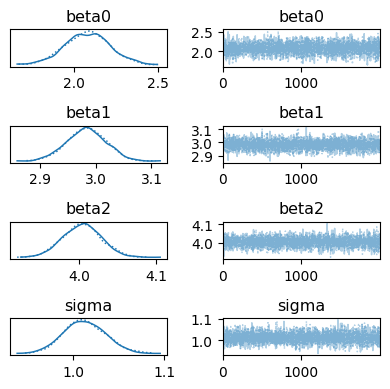 beta0 beta0
2.5
2.0
2.0 2.5 0 1000
beta1 beta1
3.1
3.0
2.9
2.9 3.0 3.1 0 1000
beta2 beta2
4.1
4.0
4.0 4.1 0 1000
sigma sigma
1.1
1.0
1.0 1.1 0 1000